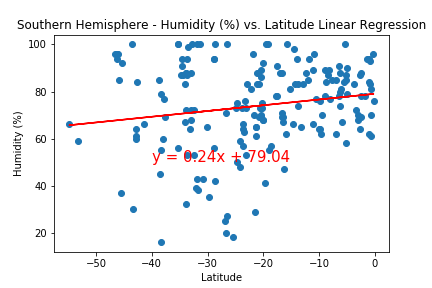 Southern Hemisphere - Humidity (%) vs. Latitude Linear Regression
100
80
60
40
20
Humidity (%)
y = 0.24x + 79.04
−50
−40
−30
−20
−10
0
Latitude